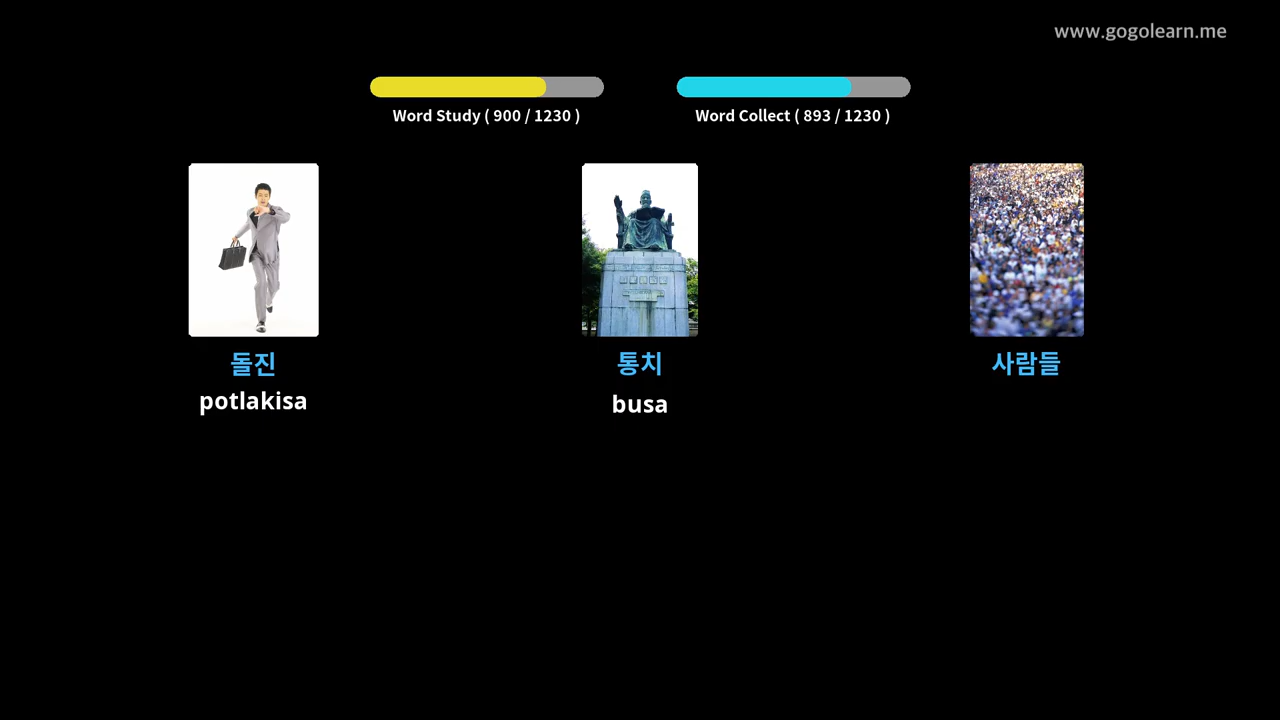 www.gogolearn.me
Word Study ( 900 / 1230 )
Word Collect ( 893 / 1230 )
돌진
통치
사람들
potlakisa
busa